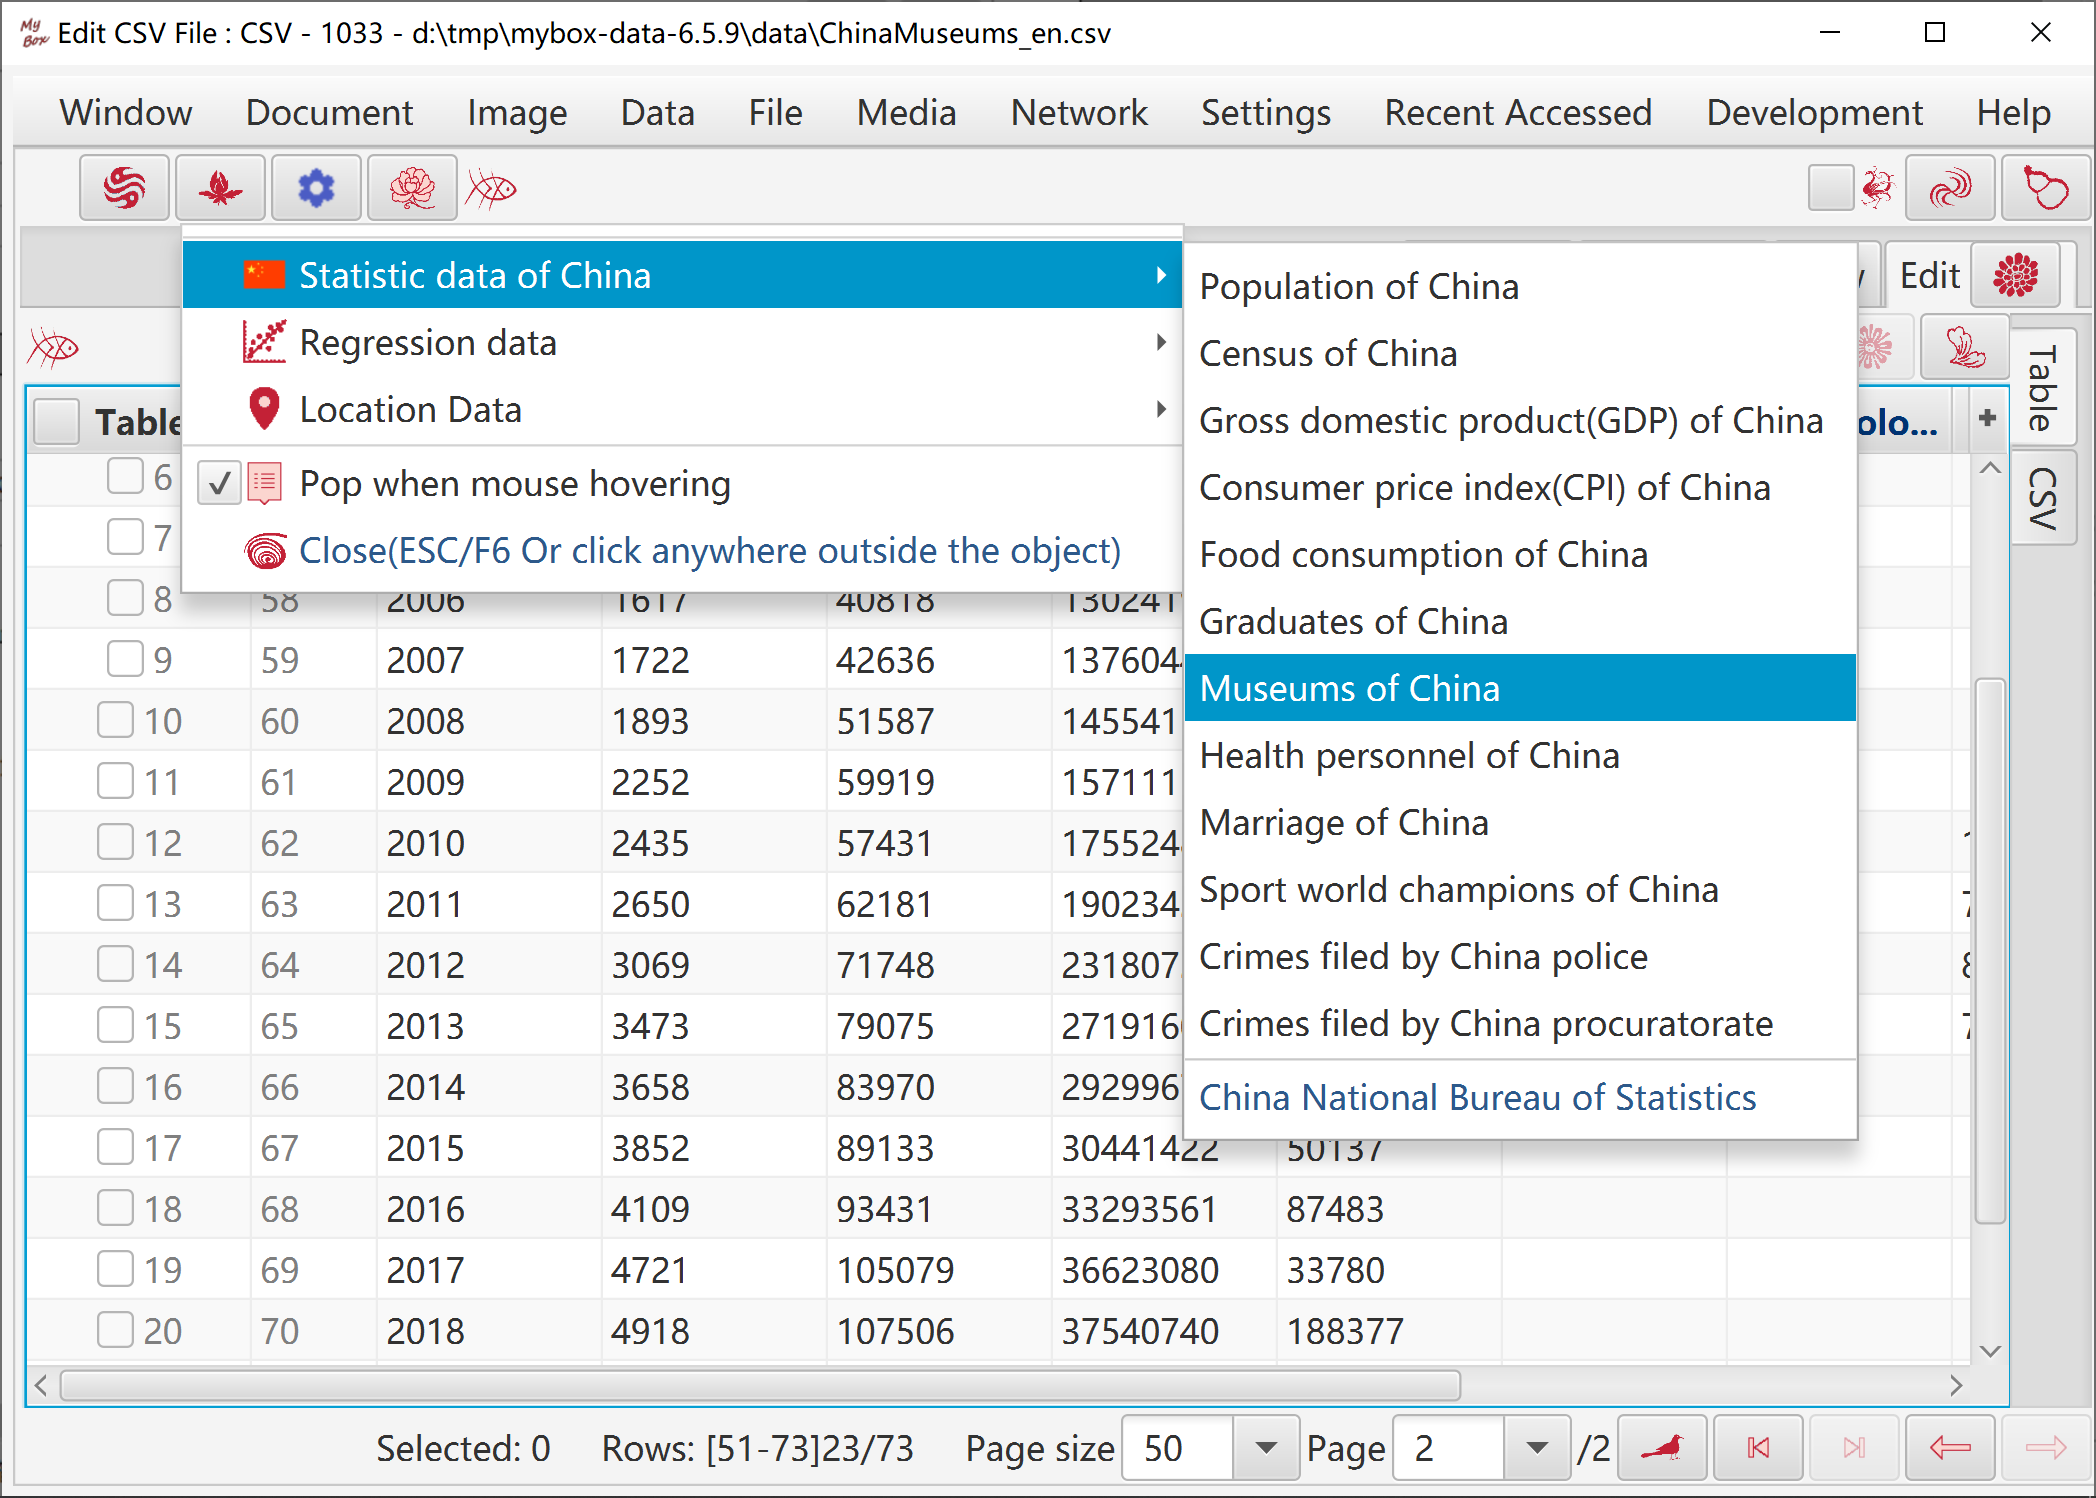 My Box Edit CSV File : CSV - 1033 - d:\tmp\mybox-data-6.5.9\data\ChinaMuseums_en.csv
Window Document Image Data File Media Network Settings Recent Accessed Development Help
Statistic data of China
Regression data
Location Data
Pop when mouse hovering
Close(ESC/F6 Or click anywhere outside the object)
Population of China
Census of China
Gross domestic product(GDP) of China
Consumer price index(CPI) of China
Food consumption of China
Graduates of China
Museums of China
Health personnel of China
Marriage of China
Sport world champions of China
Crimes filed by China police
Crimes filed by China procuratorate
China National Bureau of Statistics
Edit
Table
CSV
Table olo... +
6
7
8 58 2006 1617 40818 130241
9 59 2007 1722 42636 137604
10 60 2008 1893 51587 145541
11 61 2009 2252 59919 157111
12 62 2010 2435 57431 175524
13 63 2011 2650 62181 190234
14 64 2012 3069 71748 231807
15 65 2013 3473 79075 271916
16 66 2014 3658 83970 292996
17 67 2015 3852 89133 30441422 50137
18 68 2016 4109 93431 33293561 87483
19 69 2017 4721 105079 36623080 33780
20 70 2018 4918 107506 37540740 188377
Selected: 0 Rows: [51-73]23/73 Page size 50 Page 2 /2